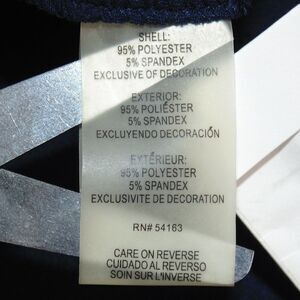 SHELL:
95% POLYESTER
5% SPANDEX
EXCLUSIVE OF DECORATION
EXTERIOR:
95% POLIÉSTER
5% SPANDEX
EXCLUYENDO DECORACIÓN
EXTÉRIEUR:
95% POLYESTER
5% SPANDEX
EXCLUSIVITE DE DECORATION
RN# 54163
CARE ON REVERSE
CUIDADO AL REVERSO
SOIN SUR L'INVERSE